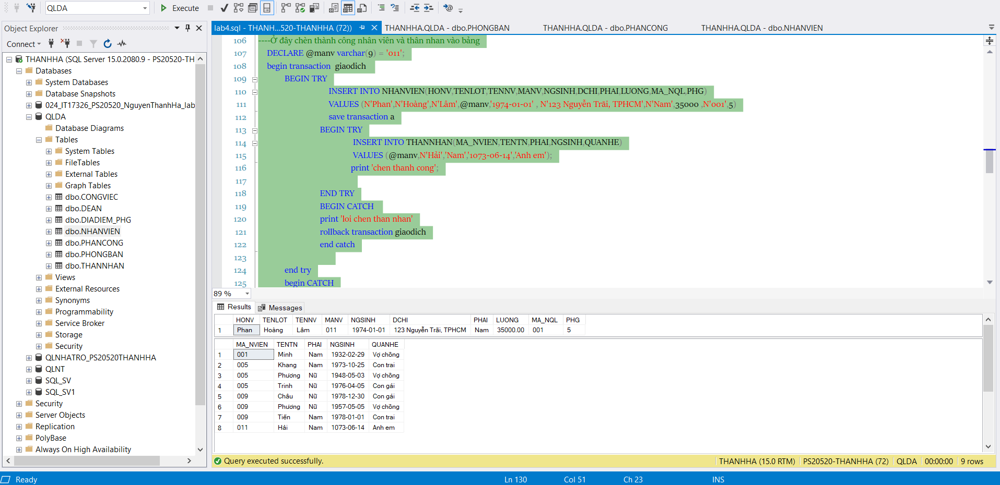 QLDA
Execute
Object Explorer
Connect
THANHHA (SQL Server 15.0.2080.9 - PS20520-TH
Databases
System Databases
Database Snapshots
024_IT17326_PS20520_NguyenThanhHa_lab
QLDA
Database Diagrams
Tables
System Tables
FileTables
External Tables
Graph Tables
dbo.CONGVIEC
dbo.DEAN
dbo.DIADIEM_PHG
dbo.NHANVIEN
dbo.PHANCONG
dbo.PHONGBAN
dbo.THANNHAN
Views
External Resources
Synonyms
Programmability
Service Broker
Storage
Security
QLNHATRO_PS20520THANHHA
QLNT
SQL_SV
SQL_SV1
Security
Server Objects
Replication
PolyBase
Always On High Availability
lab4.sql - THANH...520-THANHHA (72)) THANHHA.QLDA - dbo.PHONGBAN THANHHA.QLDA - dbo.PHANCONG THANHHA.QLDA - dbo.NHANVIEN
106 ----Ở đây chèn thành công nhân viên và thân nhan vào bảng
107 DECLARE @manv varchar(9) = '011';
108 begin transaction giaodich
109 BEGIN TRY
110 INSERT INTO NHANVIEN(HONV,TENLOT,TENNV,MANV,NGSINH,DCHI,PHAI,LUONG,MA_NQL,PHG)
111 VALUES (N'Phan',N'Hoàng',N'Lâm',@manv,'1974-01-01' , N'123 Nguyễn Trãi, TPHCM',N'Nam',35000 ,N'001',5)
112 save transaction a
113 BEGIN TRY
114 INSERT INTO THANNHAN(MA_NVIEN,TENTN,PHAI,NGSINH,QUANHE)
115 VALUES (@manv,N'Hải','Nam','1073-06-14','Anh em');
116 print 'chen thanh cong';
117
118 END TRY
119 BEGIN CATCH
120 print 'loi chen than nhan'
121 rollback transaction giaodich
122 end catch
123
124 end try
125 begin CATCH
89 %
Results Messages
HONV TENLOT TENNV MANV NGSINH DCHI PHAI LUONG MA_NQL PHG
1 Phan Hoàng Lâm 011 1974-01-01 123 Nguyễn Trãi, TPHCM Nam 35000.00 001 5
MA_NVIEN TENTN PHAI NGSINH QUANHE
1 001 Minh Nam 1932-02-29 Vợ chồng
2 005 Khang Nam 1973-10-25 Con trai
3 005 Phương Nữ 1948-05-03 Vợ chồng
4 005 Trinh Nữ 1976-04-05 Con gái
5 009 Châu Nữ 1978-12-30 Con gái
6 009 Phương Nữ 1957-05-05 Vợ chồng
7 009 Tiến Nam 1978-01-01 Con trai
8 011 Hải Nam 1073-06-14 Anh em
Query executed successfully. THANHHA (15.0 RTM) PS20520-THANHHA (72) QLDA 00:00:00 9 rows
Ready Ln 130 Col 51 Ch 23 INS